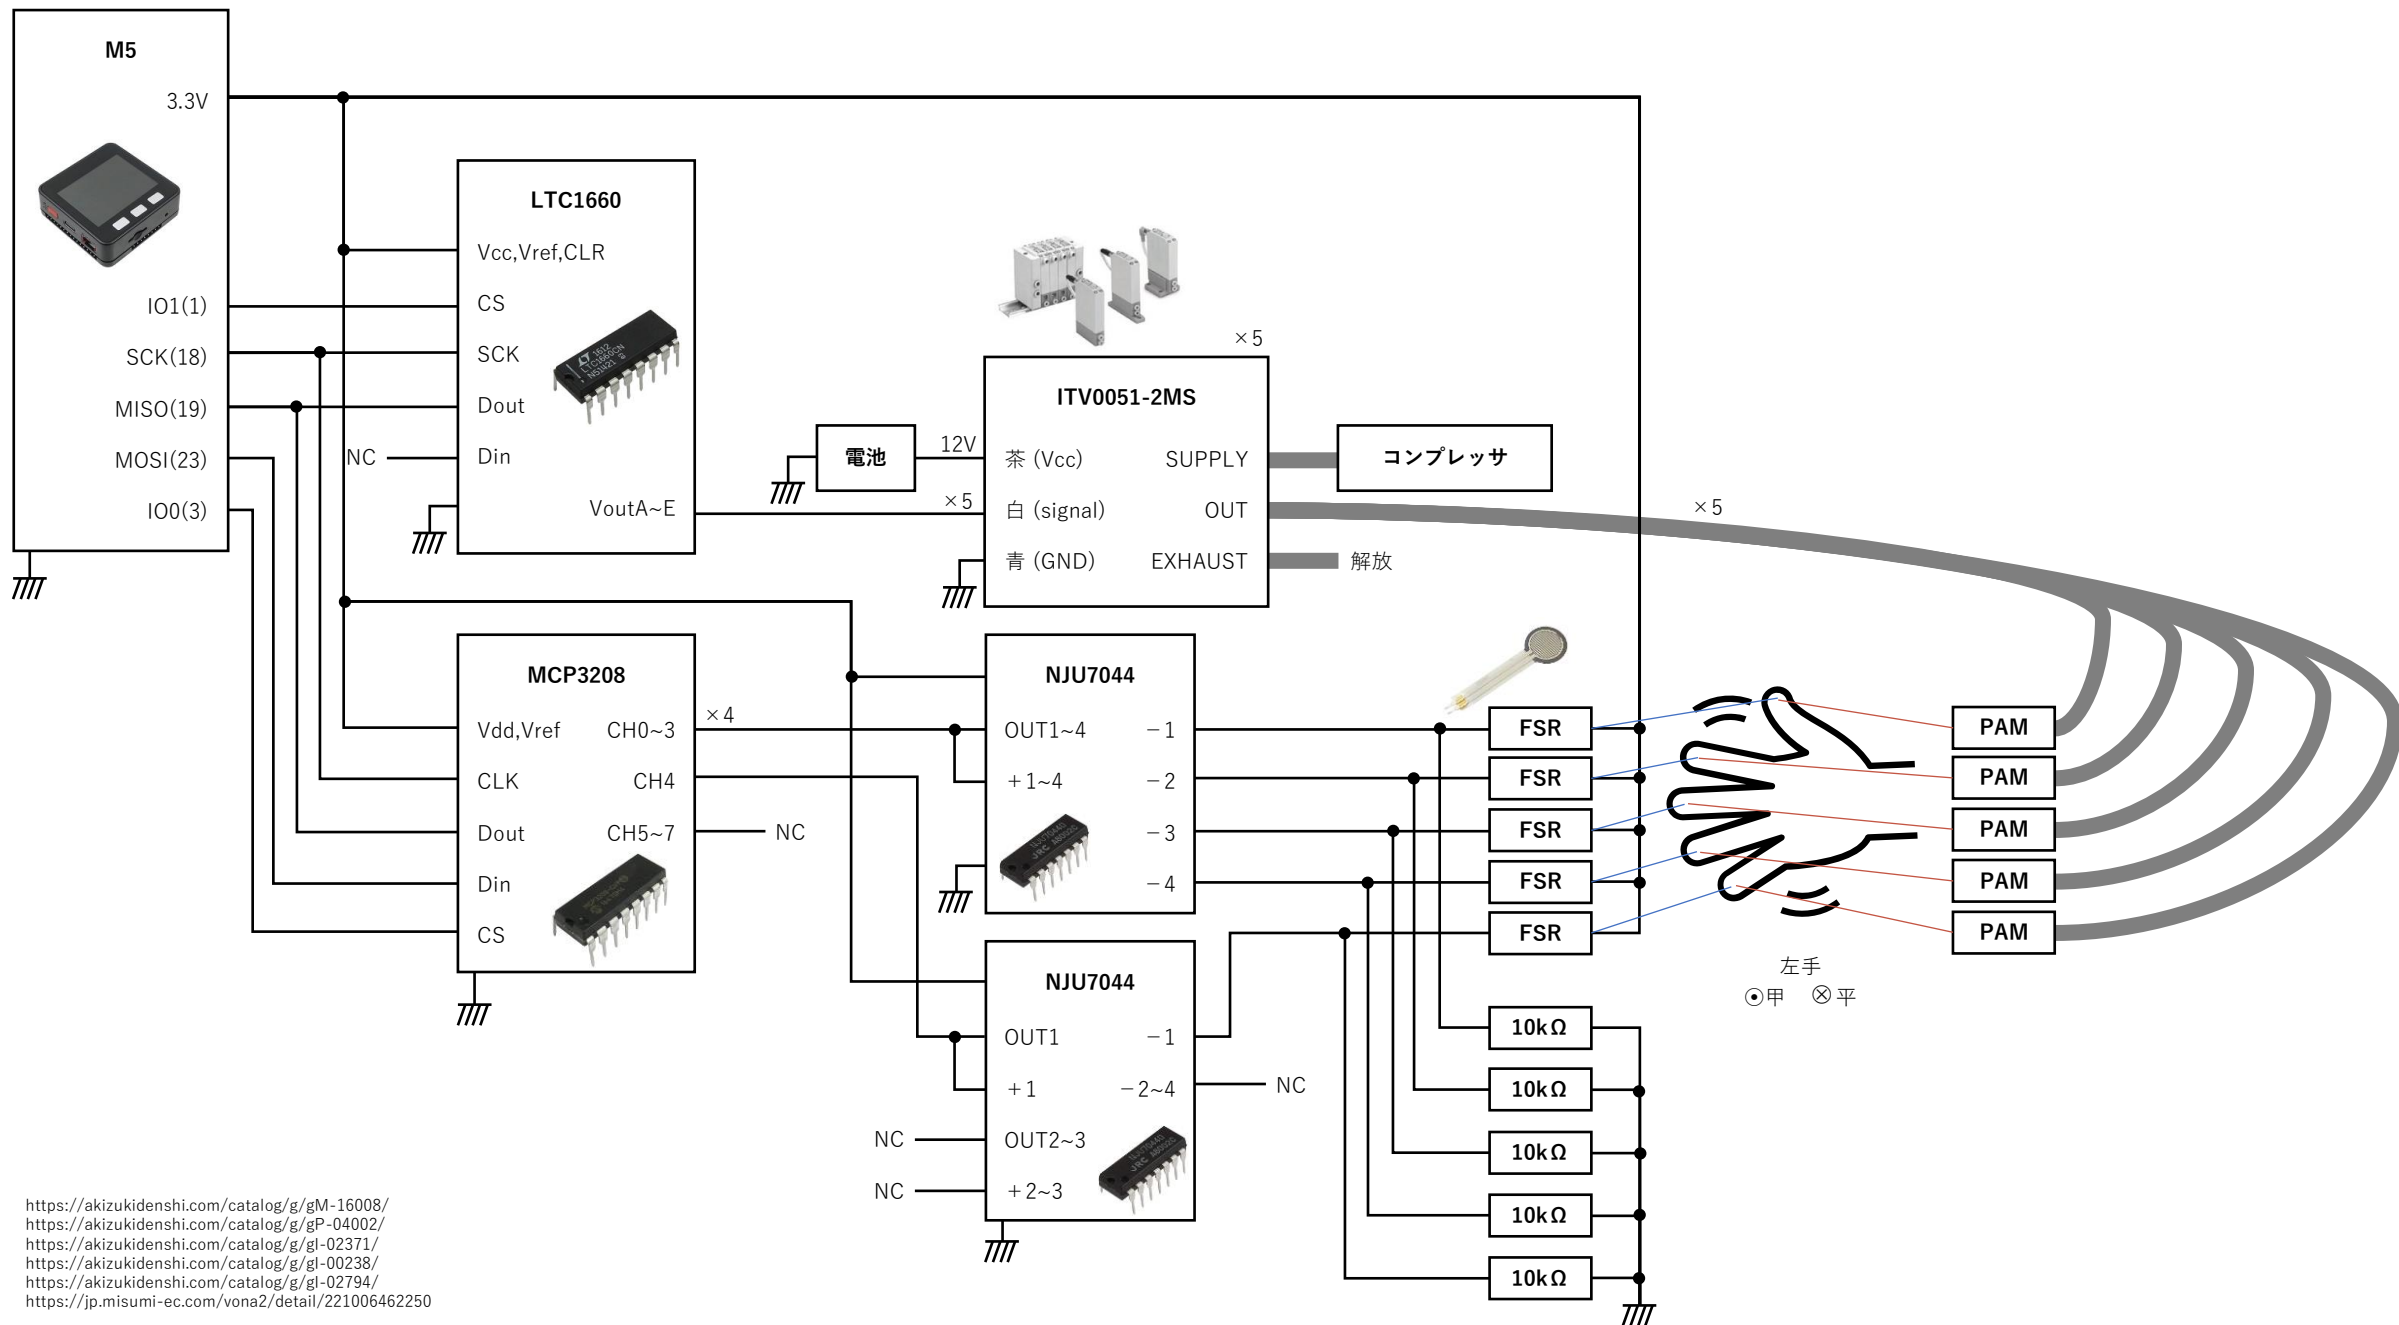 M5
3.3V
IO1(1)
SCK(18)
MISO(19)
MOSI(23)
IO0(3)
LTC1660
Vcc,Vref,CLR
CS
SCK
Dout
NC
Din
VoutA~E
1612
LTC1660CN
N51421
×5
ITV0051-2MS
電池
12V
茶 (Vcc)
SUPPLY
コンプレッサ
×5
白 (signal)
OUT
×5
青 (GND)
EXHAUST
解放
MCP3208
Vdd,Vref
CH0~3
×4
CLK
CH4
Dout
CH5~7
NC
Din
CS
NJU7044
OUT1~4
−1
+1~4
−2
−3
−4
NJU7044
OUT1
−1
+1
−2~4
NC
NC
OUT2~3
NC
+2~3
FSR
FSR
FSR
FSR
FSR
PAM
PAM
PAM
PAM
PAM
左手
⊙甲 ⊗平
10kΩ
10kΩ
10kΩ
10kΩ
10kΩ
https://akizukidenshi.com/catalog/g/gM-16008/
https://akizukidenshi.com/catalog/g/gP-04002/
https://akizukidenshi.com/catalog/g/gI-02371/
https://akizukidenshi.com/catalog/g/gI-00238/
https://akizukidenshi.com/catalog/g/gI-02794/
https://jp.misumi-ec.com/vona2/detail/221006462250